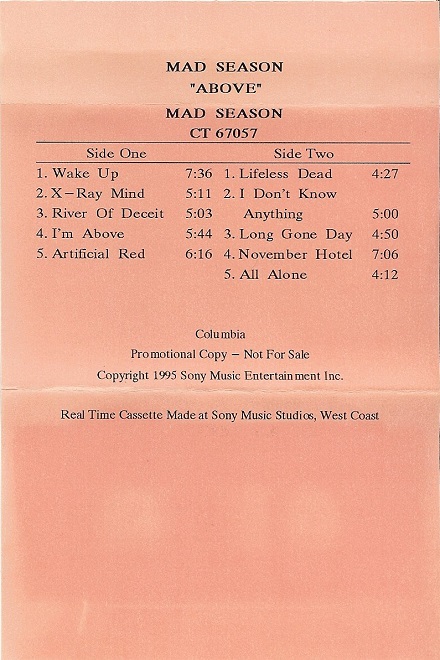 MAD SEASON
"ABOVE"
MAD SEASON
CT 67057
Side One Side Two
1. Wake Up 7:36 1. Lifeless Dead 4:27
2. X-Ray Mind 5:11 2. I Don't Know
3. River Of Deceit 5:03 Anything 5:00
4. I'm Above 5:44 3. Long Gone Day 4:50
5. Artificial Red 6:16 4. November Hotel 7:06
5. All Alone 4:12
Columbia
Promotional Copy – Not For Sale
Copyright 1995 Sony Music Entertainment Inc.
Real Time Cassette Made at Sony Music Studios, West Coast